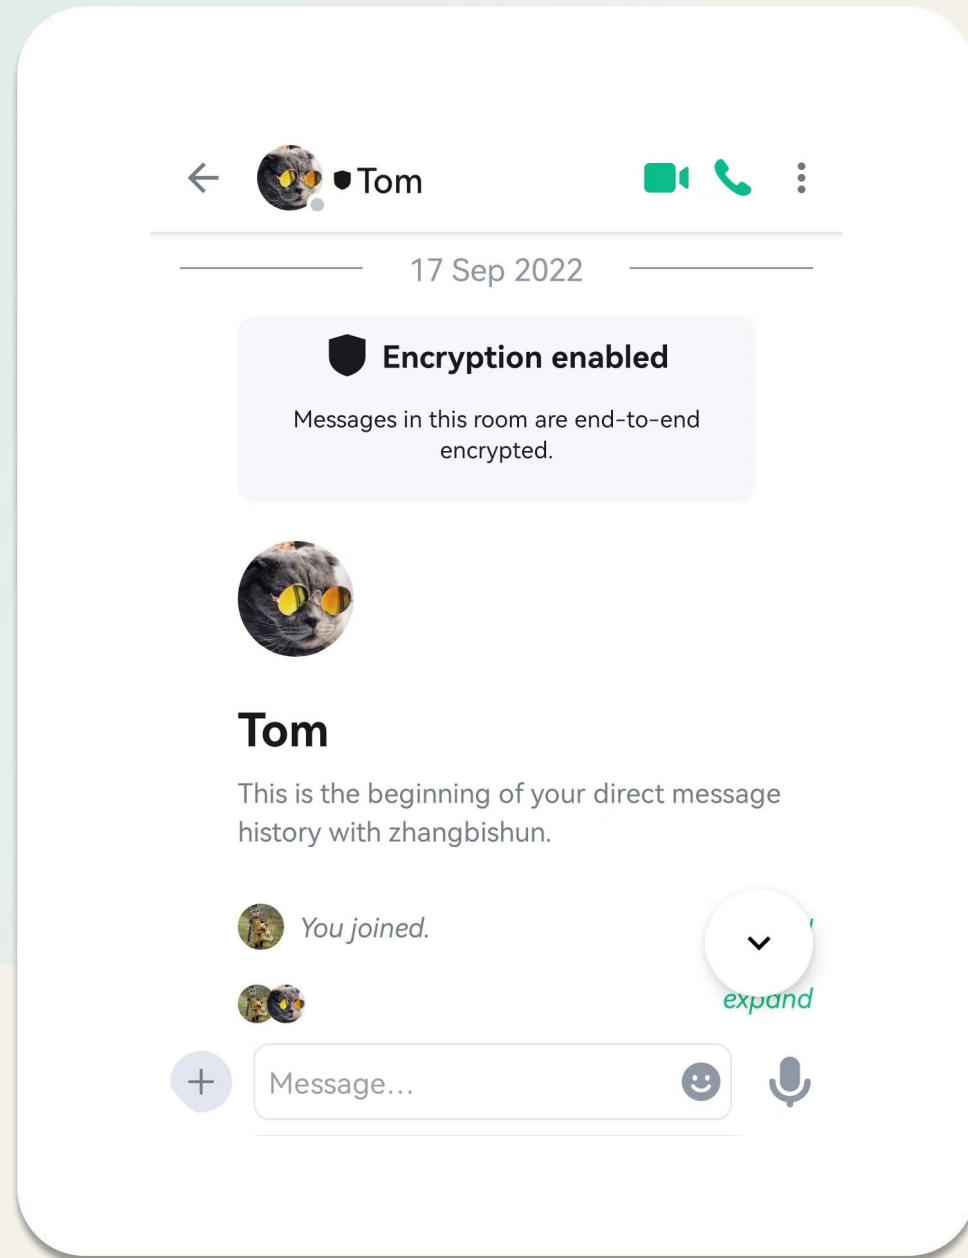 Tom
17 Sep 2022
Encryption enabled
Messages in this room are end-to-end
encrypted.
Tom
This is the beginning of your direct message
history with zhangbishun.
You joined.
expand
Message...